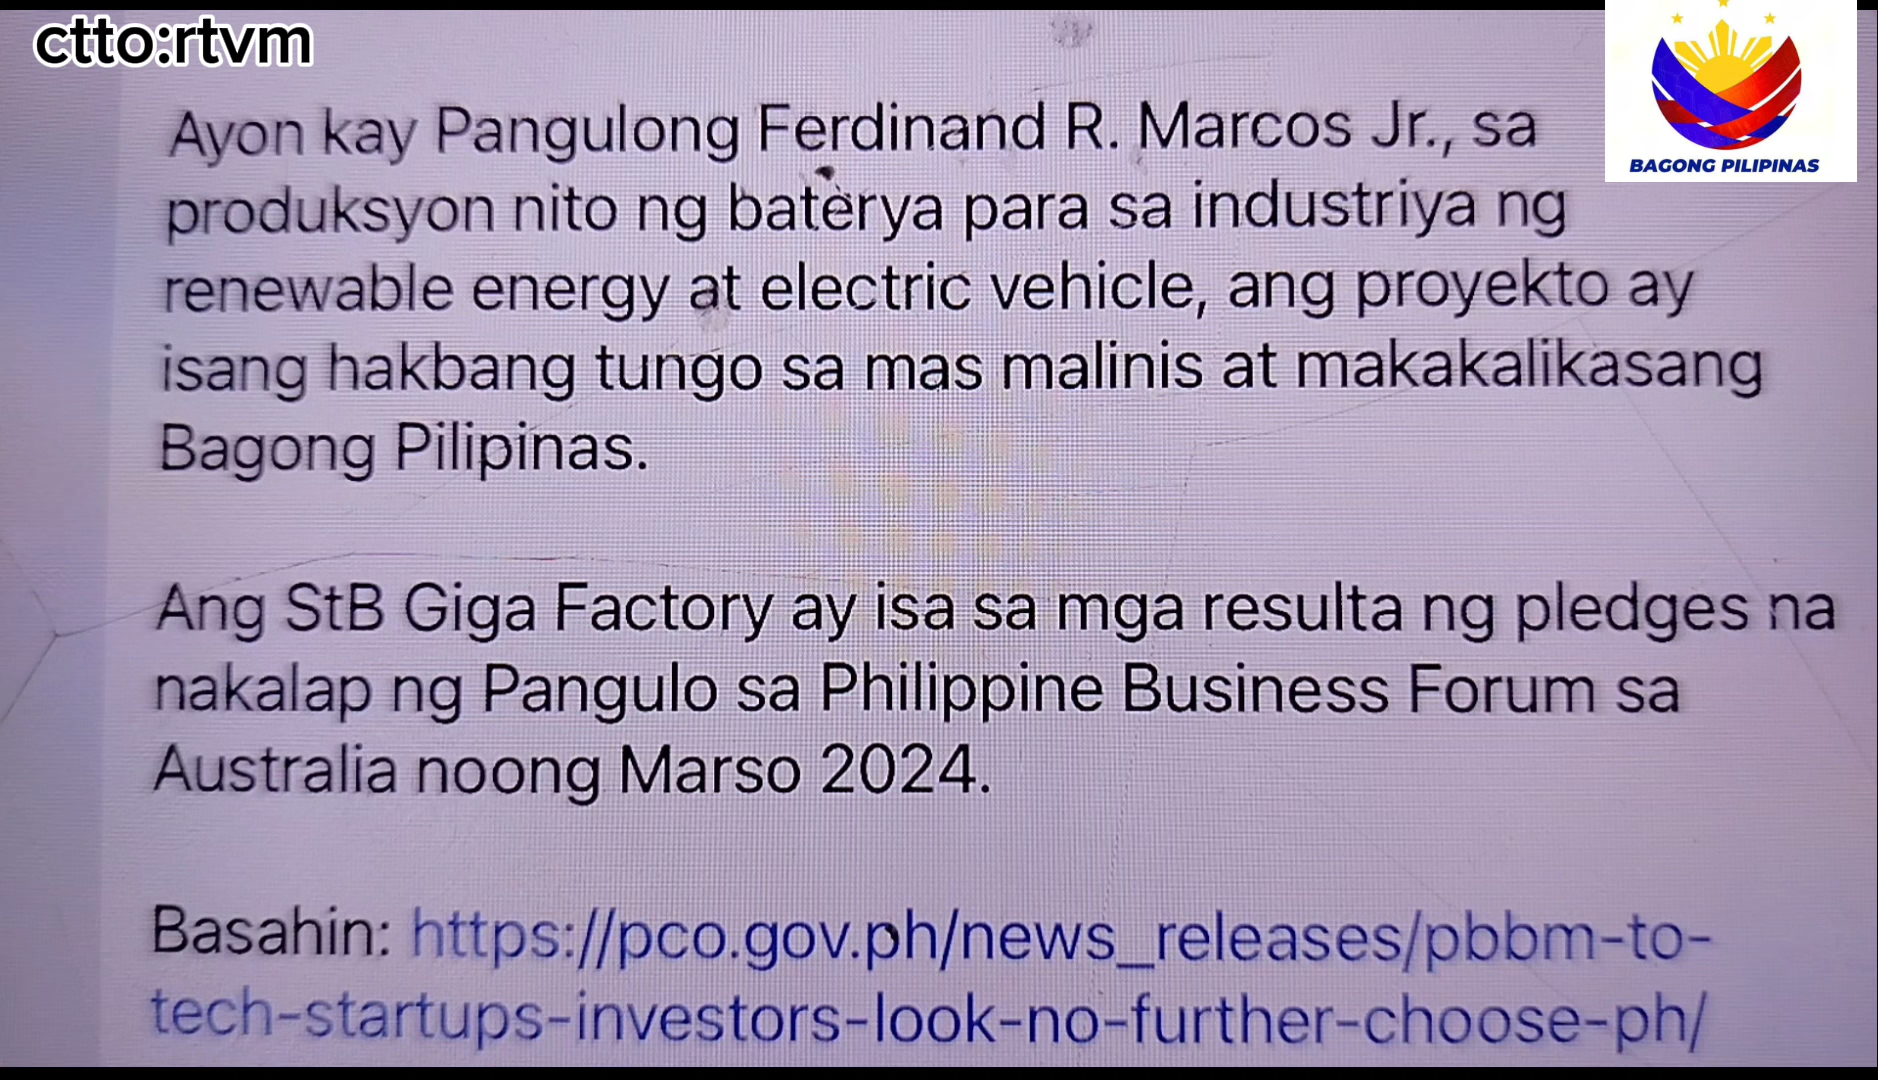 ctto:rtvm
BAGONG PILIPINAS
Ayon kay Pangulong Ferdinand R. Marcos Jr., sa
produksyon nito ng baterya para sa industriya ng
renewable energy at electric vehicle, ang proyekto ay
isang hakbang tungo sa mas malinis at makakalikasang
Bagong Pilipinas.
Ang StB Giga Factory ay isa sa mga resulta ng pledges na
nakalap ng Pangulo sa Philippine Business Forum sa
Australia noong Marso 2024.
Basahin: https://pco.gov.ph/news_releases/pbbm-to-
tech-startups-investors-look-no-further-choose-ph/